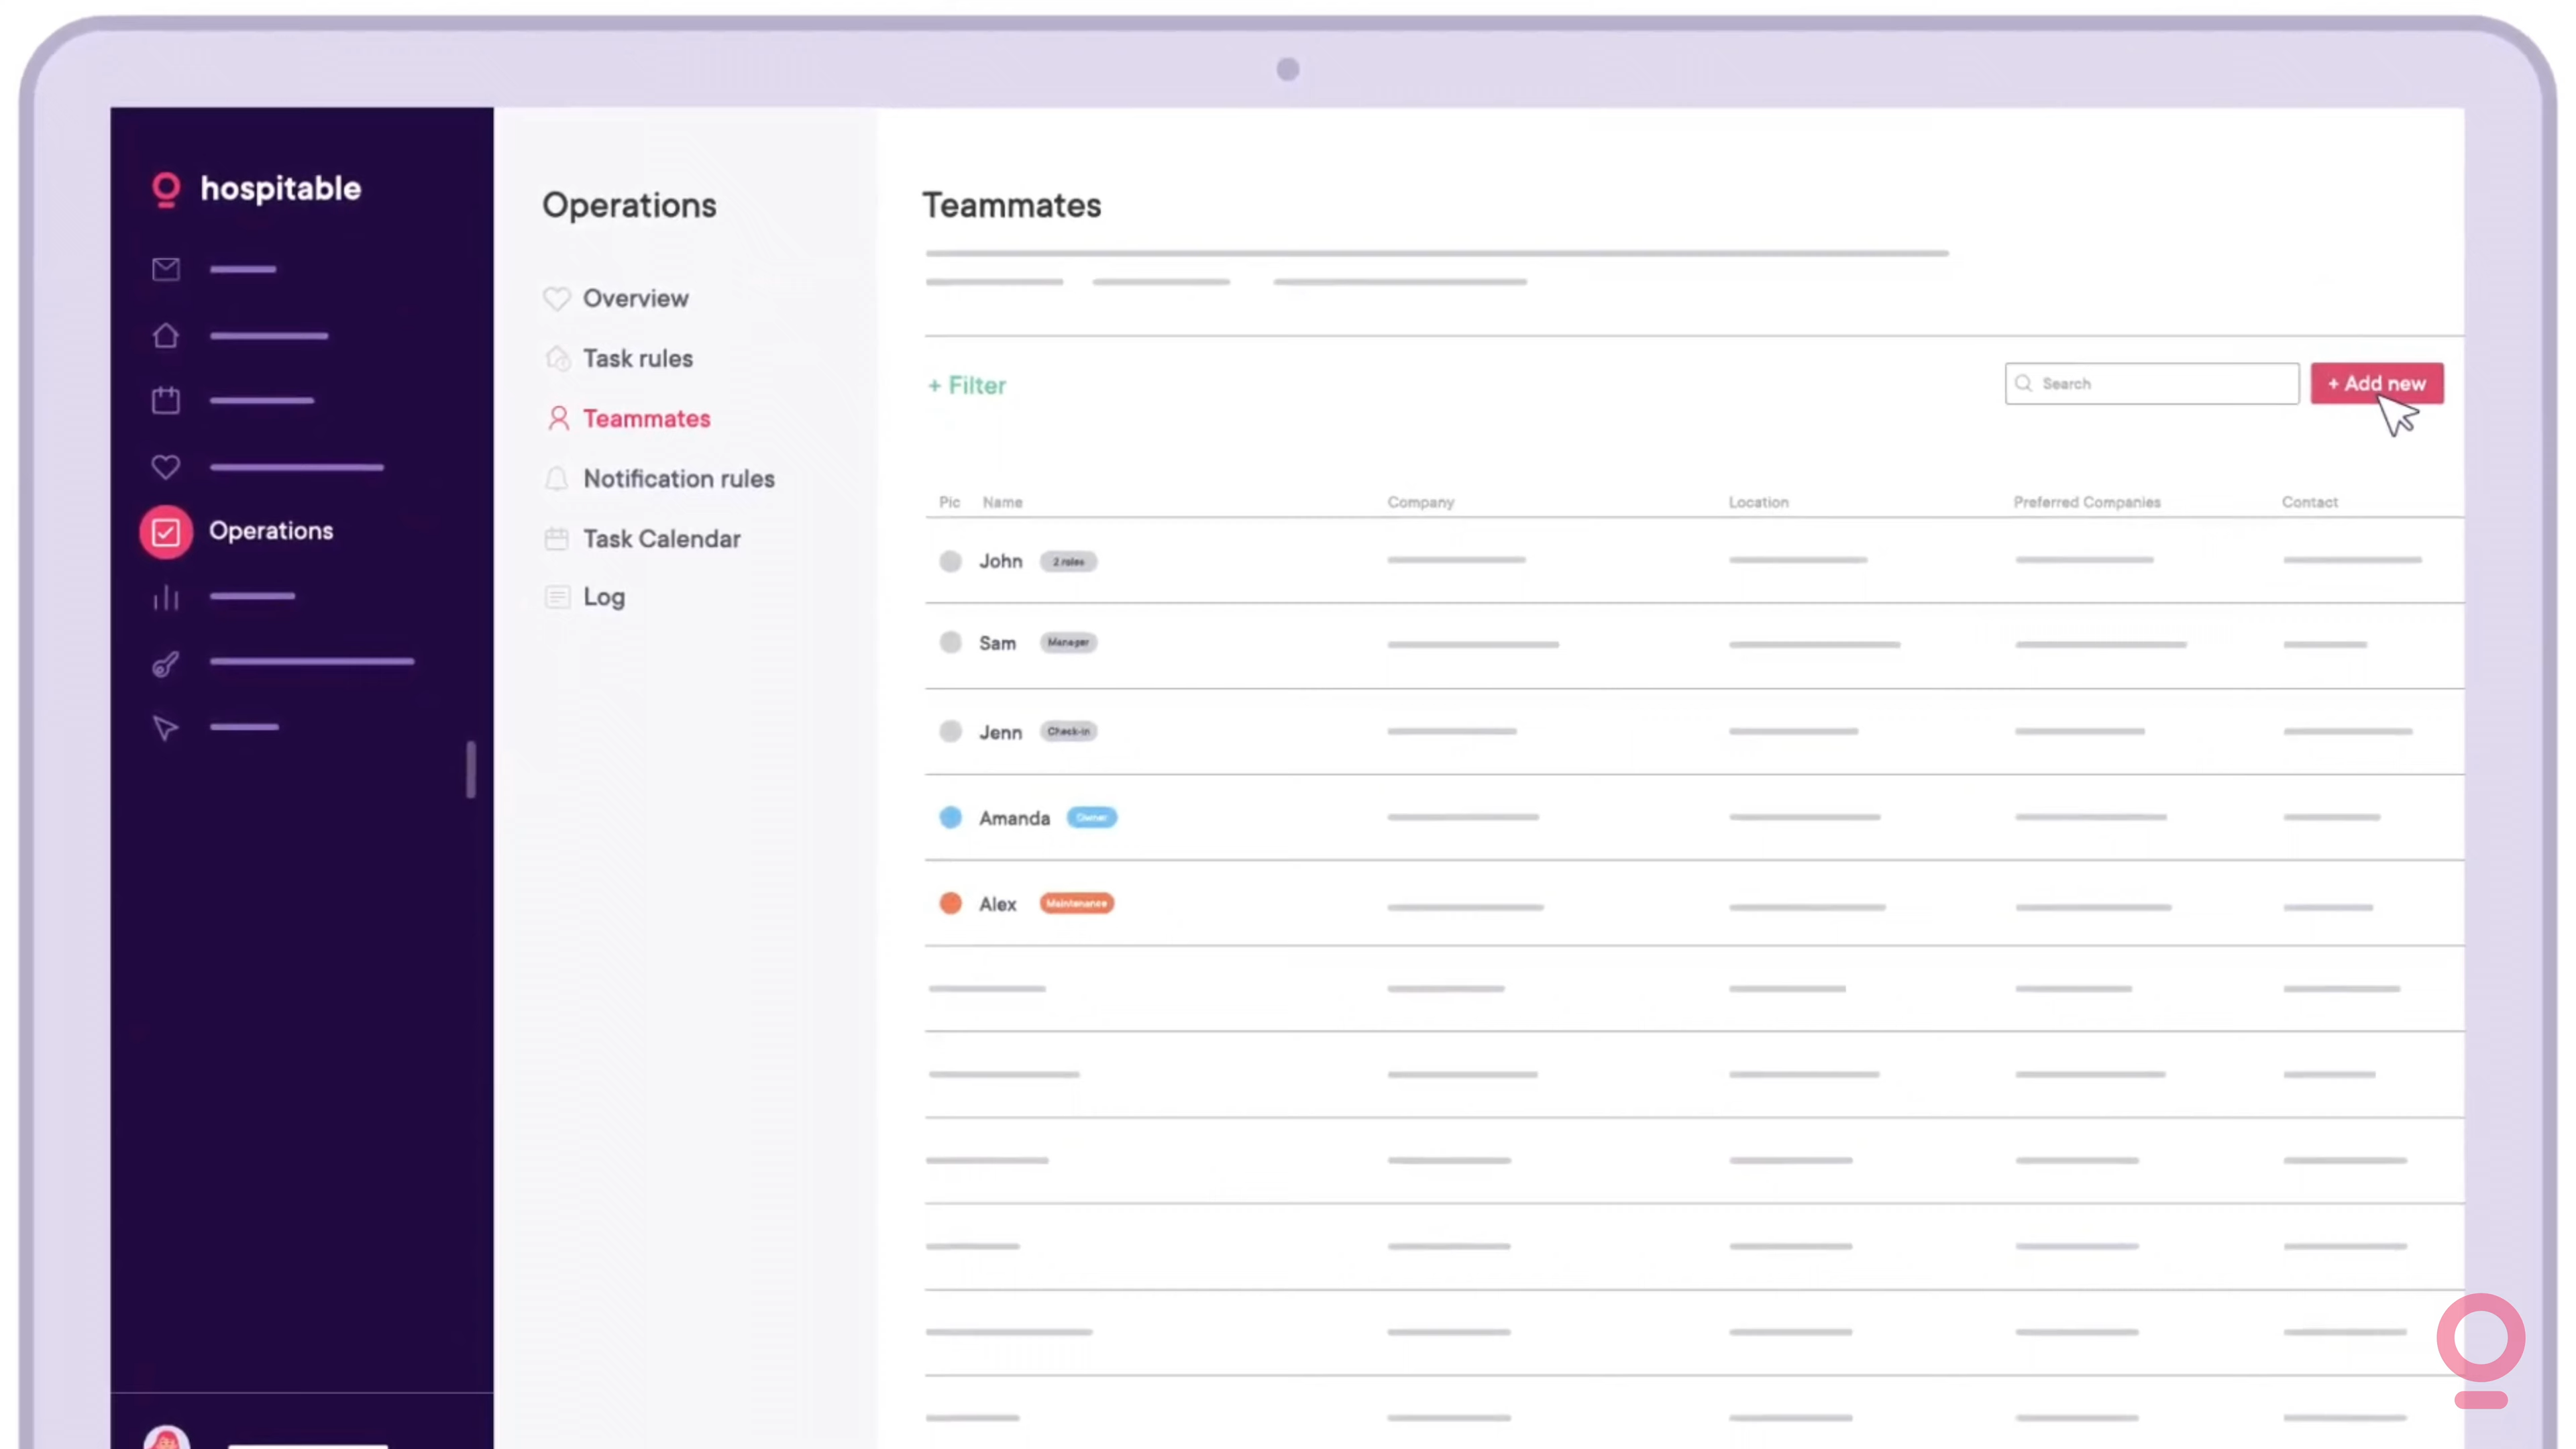 hospitable
Operations
Operations
Overview
Task rules
Teammates
Notification rules
Task Calendar
Log
Teammates
+ Filter
Search
+ Add new
Pic Name Company Location Preferred Companies Contact
John 2 roles
Sam Manager
Jenn Check-in
Amanda Owner
Alex Maintenance